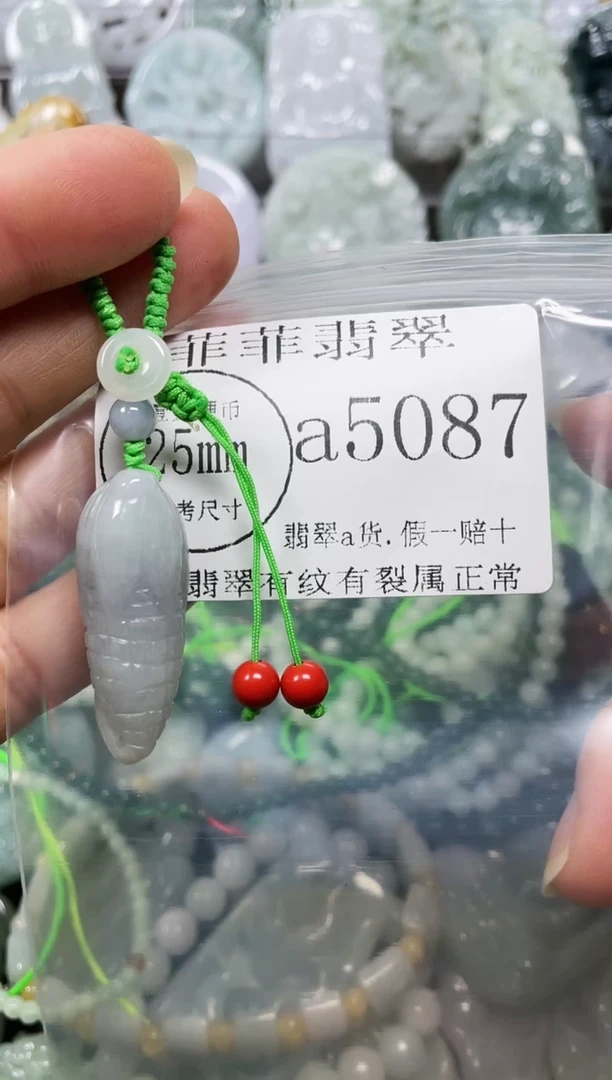 菲菲翡翠
币
25mm
a5087
考尺寸
翡翠a货.假一赔十
翡翠有纹有裂属正常